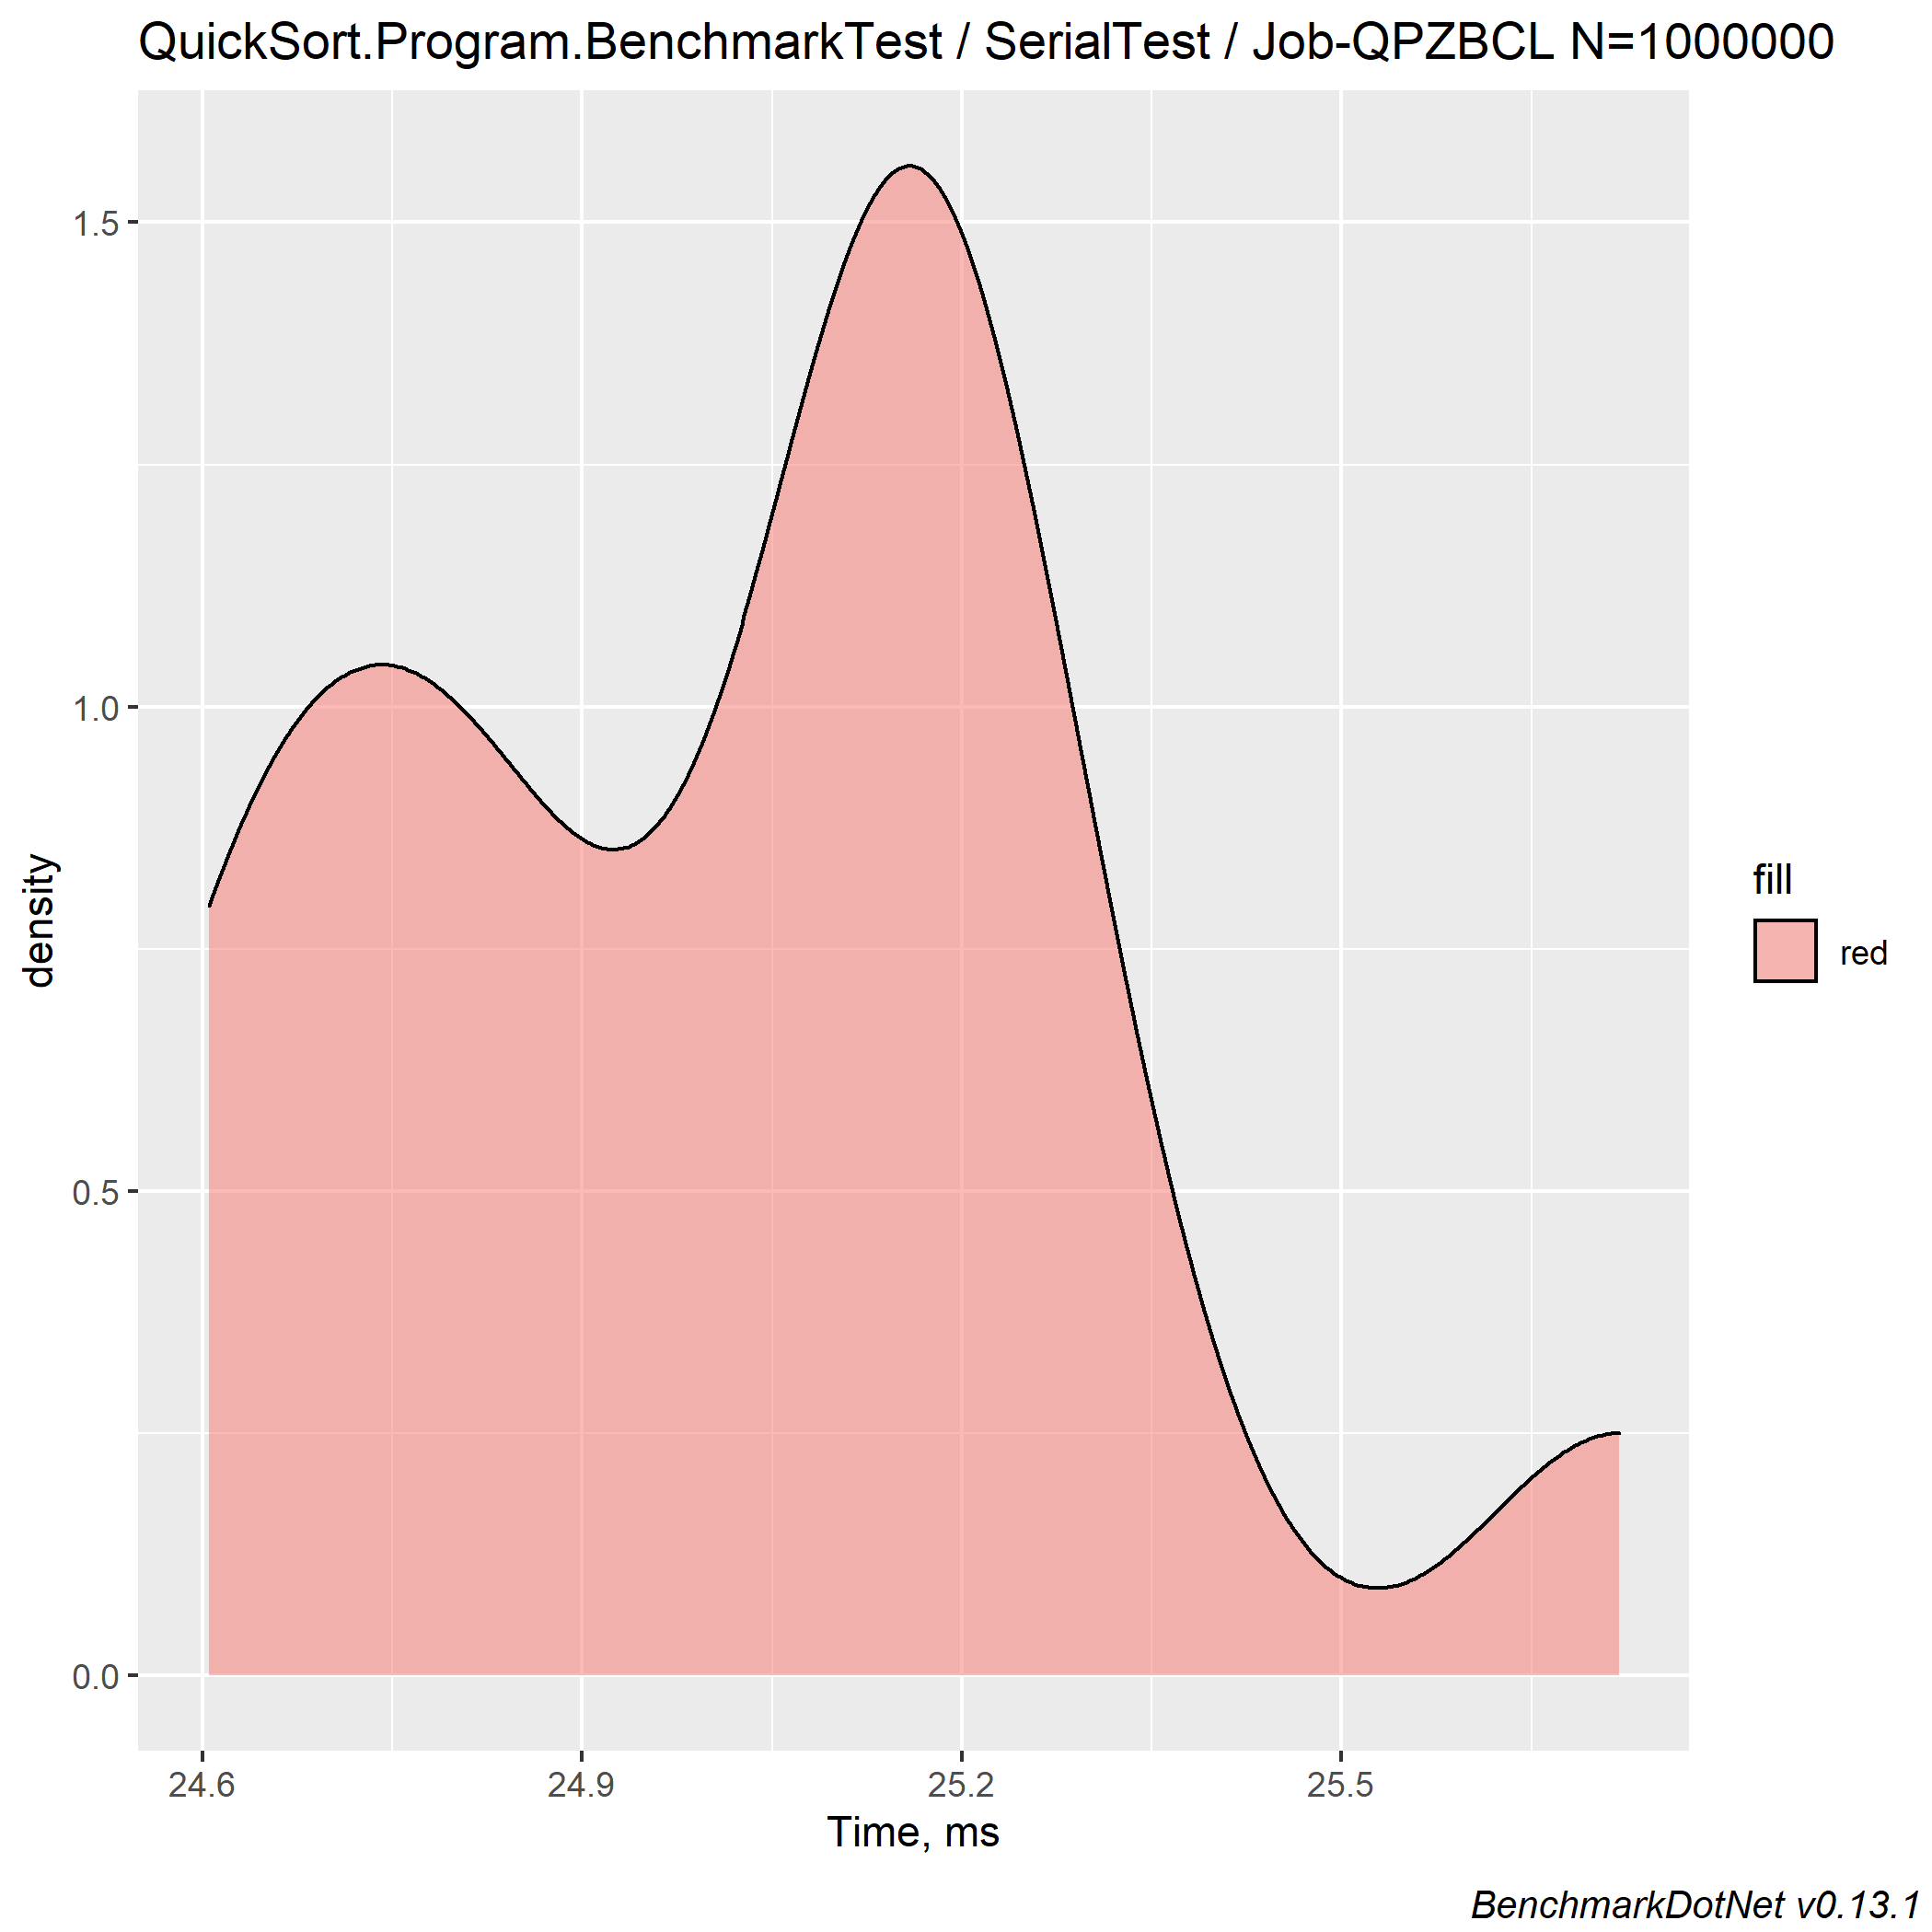 QuickSort.Program.BenchmarkTest / SerialTest / Job-QPZBCL N=1000000
1.5
1.0
0.5
0.0
density
24.6 24.9 25.2 25.5
Time, ms
fill
red
BenchmarkDotNet v0.13.1